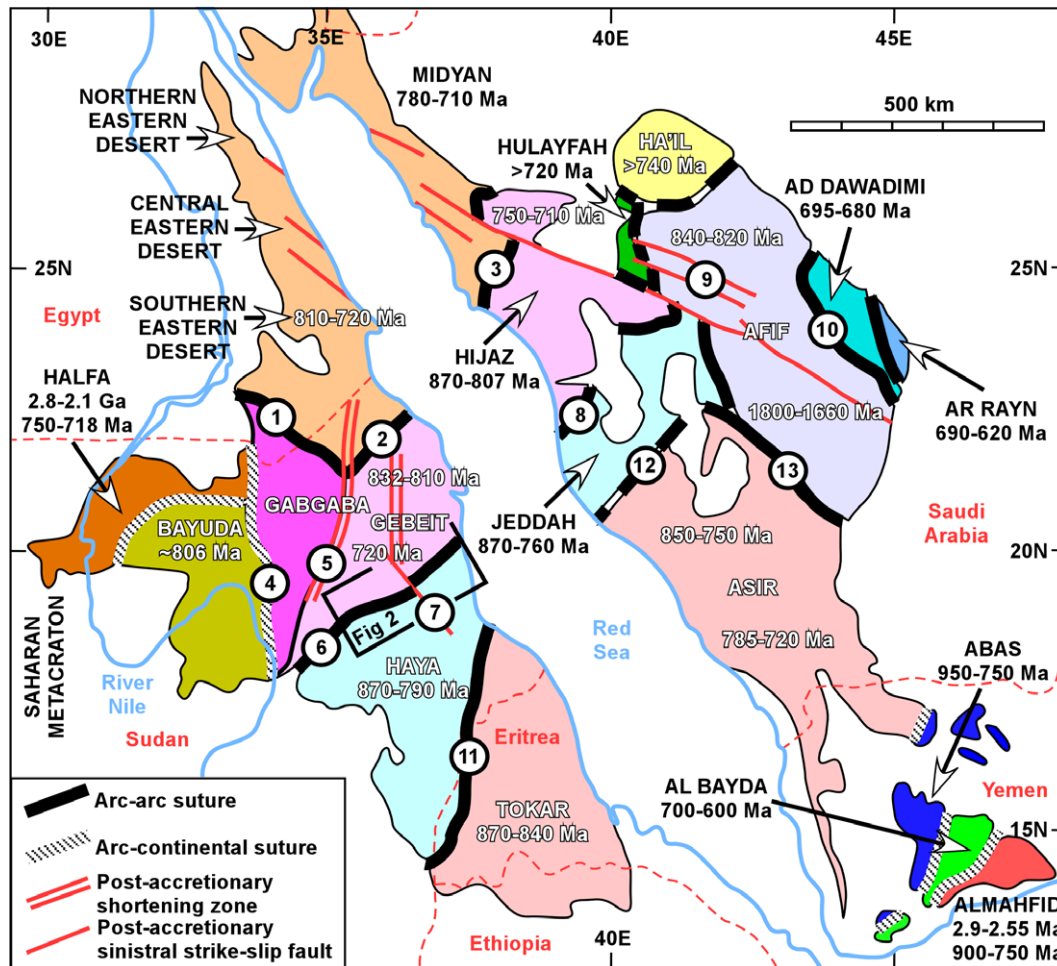 30E
35E
40E
45E
MIDYAN
780-710 Ma
500 km
NORTHERN
EASTERN
DESERT
HULAYFAH
>720 Ma
HA'IL
>740 Ma
AD DAWADIMI
695-680 Ma
CENTRAL
EASTERN
DESERT
750-710 Ma
840-820 Ma
25N
3
9
25N
Egypt
SOUTHERN
EASTERN
DESERT
810-720 Ma
AFIF
10
HALFA
2.8-2.1 Ga
750-718 Ma
HIJAZ
870-807 Ma
AR RAYN
690-620 Ma
1
2
8
1800-1660 Ma
832-810 Ma
12
13
GABGABA
GEBEIT
JEDDAH
870-760 Ma
Saudi
Arabia
BAYUDA
~806 Ma
720 Ma
850-750 Ma
20N
4
5
ASIR
Fig 2
7
6
SAHARAN
METACRATON
Red
Sea
785-720 Ma
HAYA
870-790 Ma
ABAS
950-750 Ma
River
Nile
Sudan
Eritrea
11
AL BAYDA
700-600 Ma
Yemen
TOKAR
870-840 Ma
15N
Arc-arc suture
Arc-continental suture
Post-accretionary
shortening zone
Post-accretionary
sinistral strike-slip fault
ALMAHFID
2.9-2.55 Ma
900-750 Ma
40E
Ethiopia